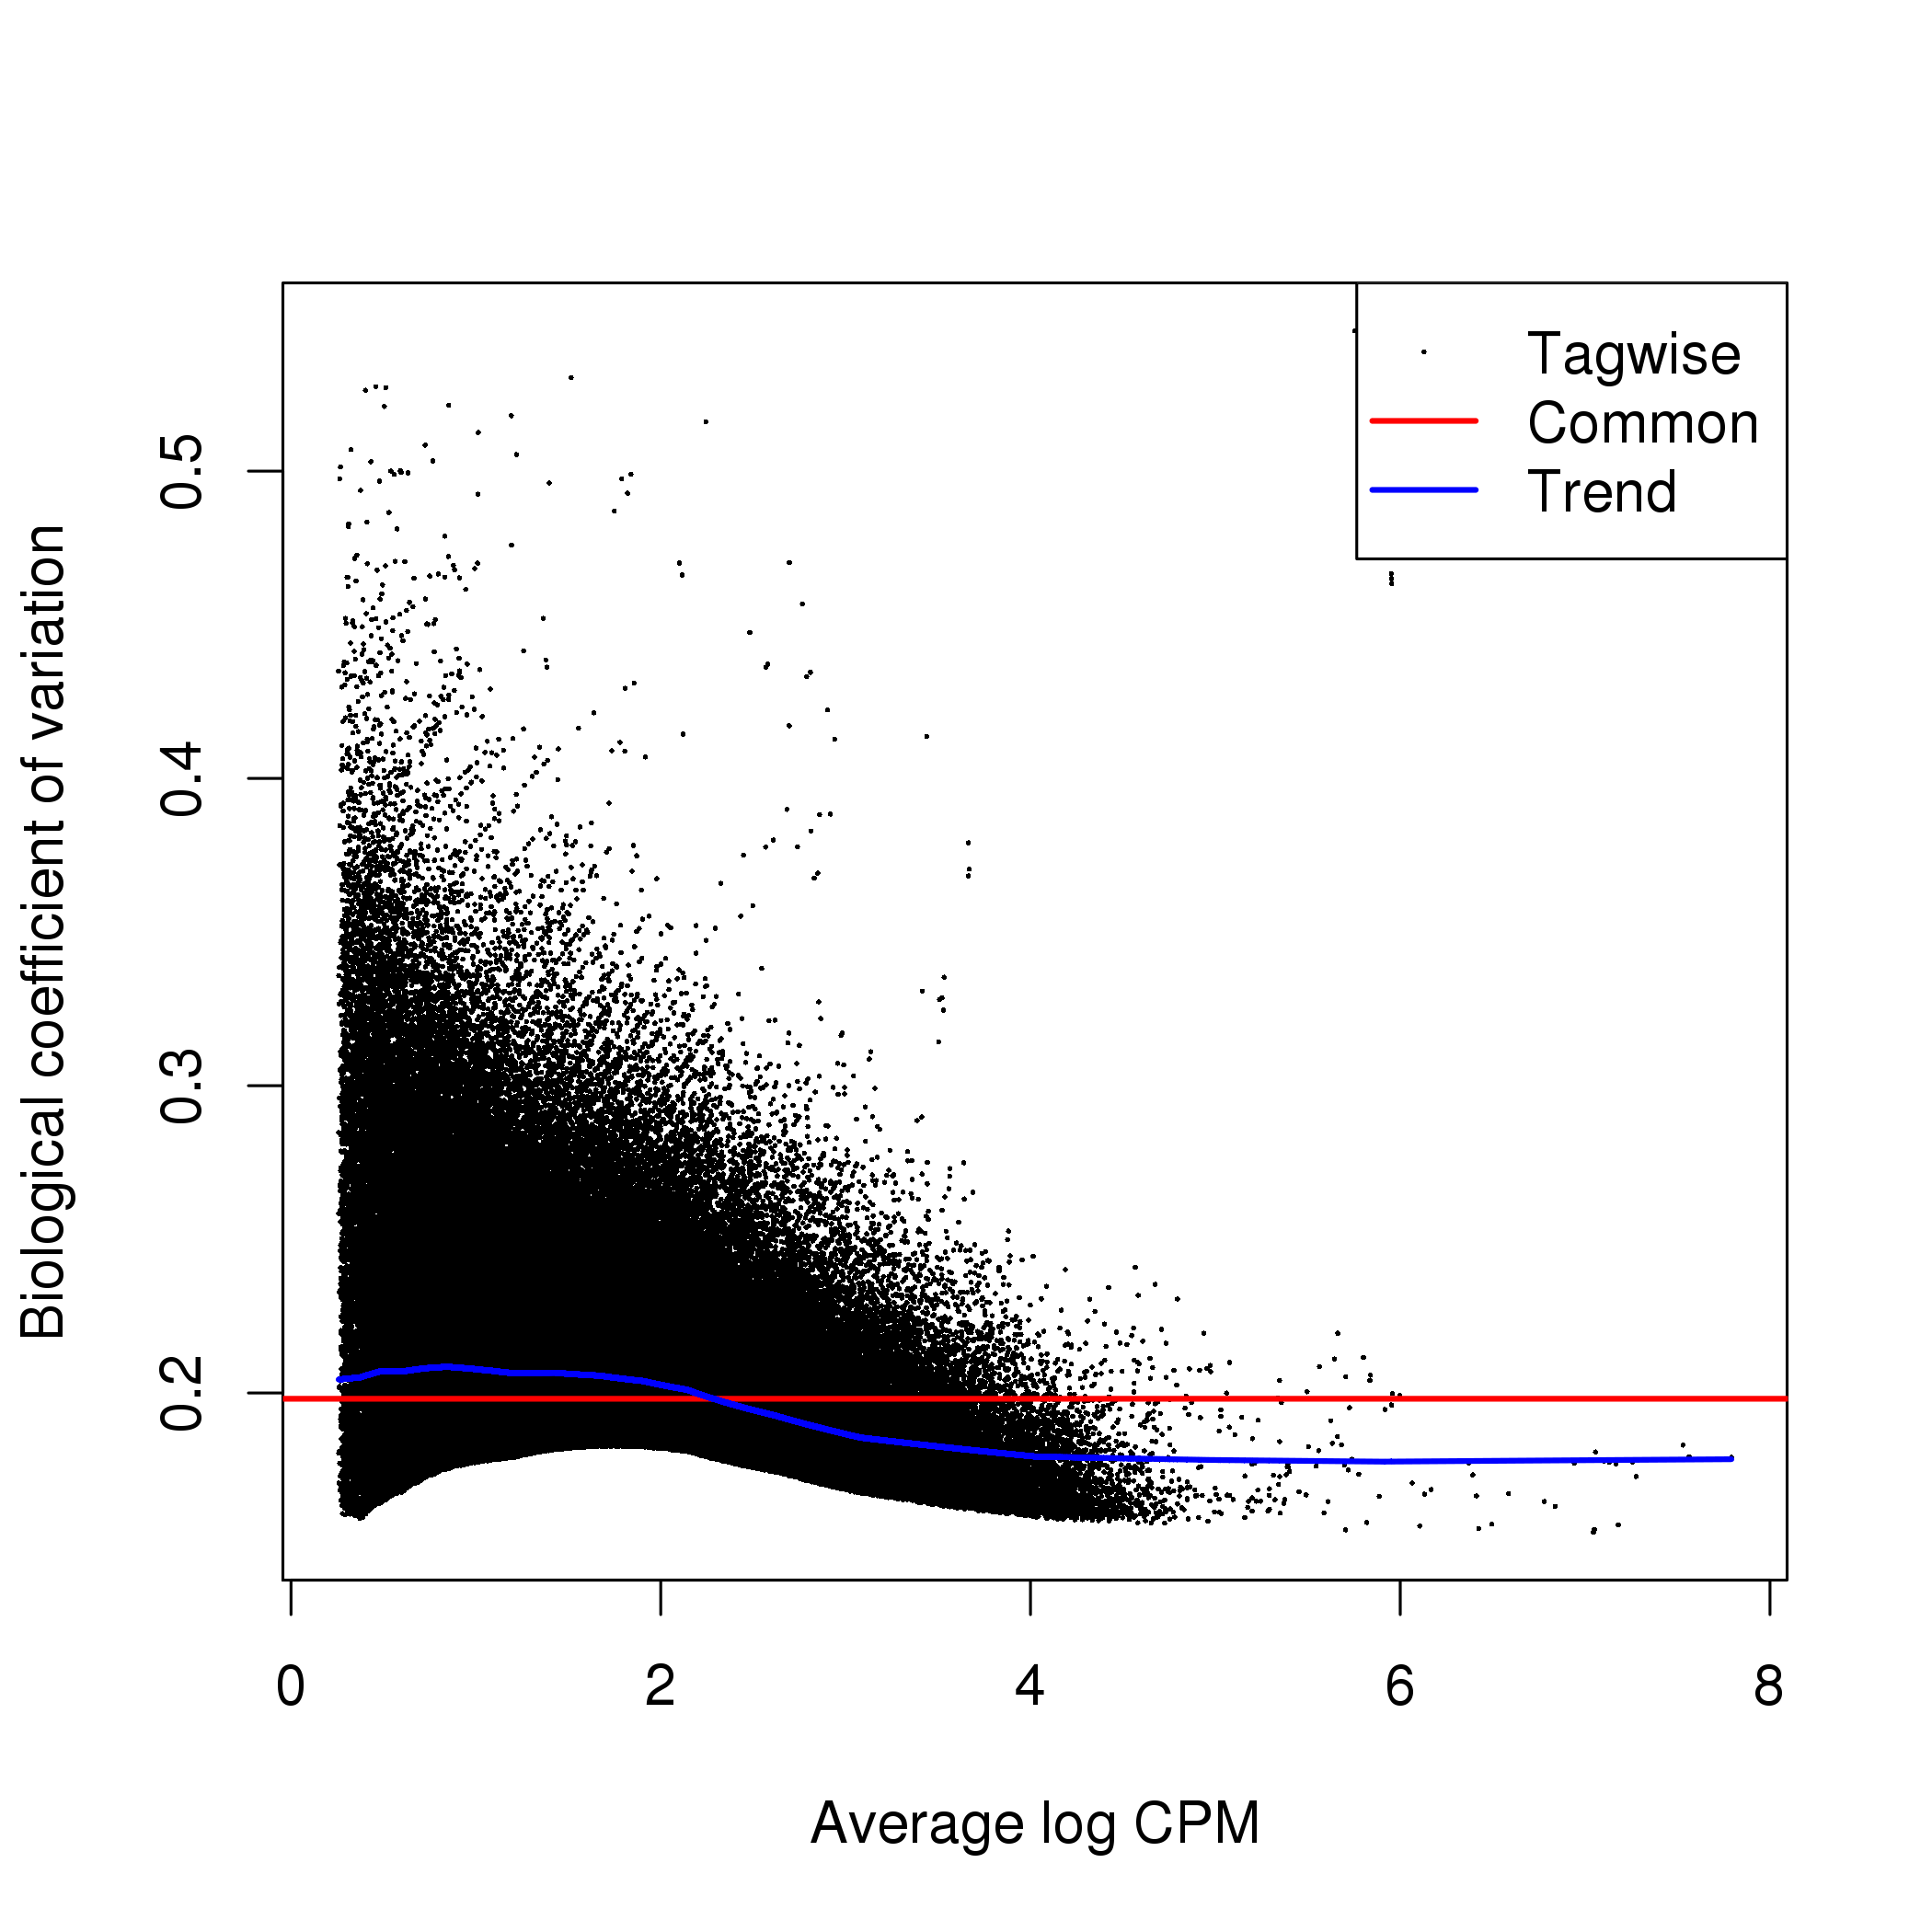 Tagwise
Common
Trend
Biological coefficient of variation
0.5
0.4
0.3
0.2
0
2
4
6
8
Average log CPM